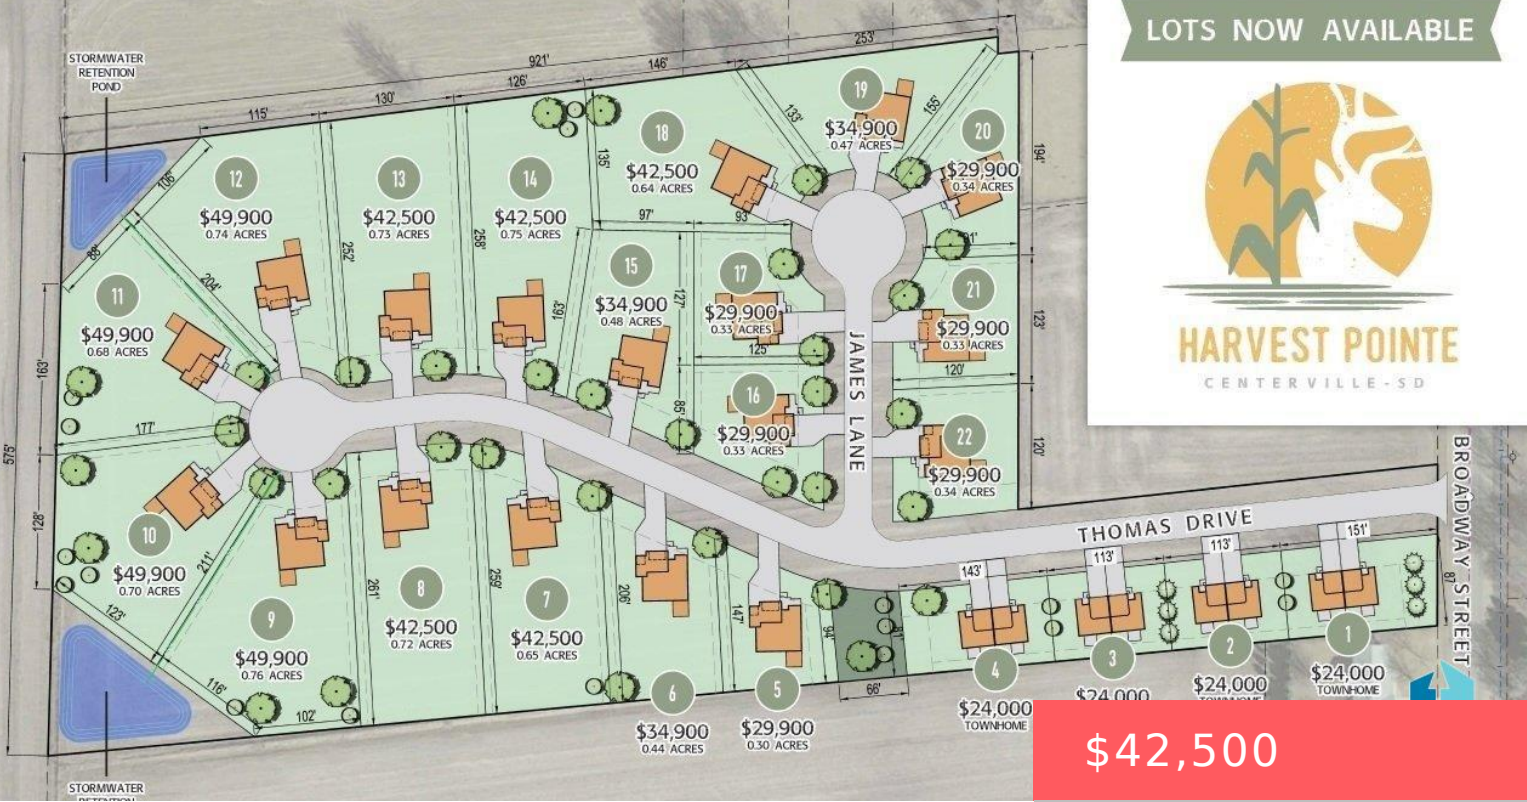 LOTS NOW AVAILABLE
HARVEST POINTE
CENTERVILLE-SD
STORMWATER
RETENTION
POND
921'
253'
146'
126'
130'
115'
106'
88'
12
$49,900
0.74 ACRES
13
$42,500
0.73 ACRES
14
$42,500
0.75 ACRES
18
$42,500
0.64 ACRES
19
$34,900
0.47 ACRES
20
$29,900
0.34 ACRES
133'
155'
194'
135'
97'
93'
252'
258'
204'
11
$49,900
0.68 ACRES
15
$34,900
0.48 ACRES
17
$29,900
0.33 ACRES
21
$29,900
0.33 ACRES
163'
127'
125'
123'
120'
163'
85'
JAMES LANE
16
$29,900
0.33 ACRES
22
$29,900
0.34 ACRES
120'
575'
177'
128'
10
$49,900
0.70 ACRES
211'
123'
9
$49,900
0.76 ACRES
116'
102'
261'
8
$42,500
0.72 ACRES
259'
7
$42,500
0.65 ACRES
206'
6
$34,900
0.44 ACRES
147'
5
$29,900
0.30 ACRES
94'
66'
THOMAS DRIVE
BROADWAY STREET
143'
113'
113'
151'
87'
4
$24,000
TOWNHOME
3
$24,000
2
$24,000
TOWNHOME
1
$24,000
TOWNHOME
STORMWATER
RETENTION
$42,500